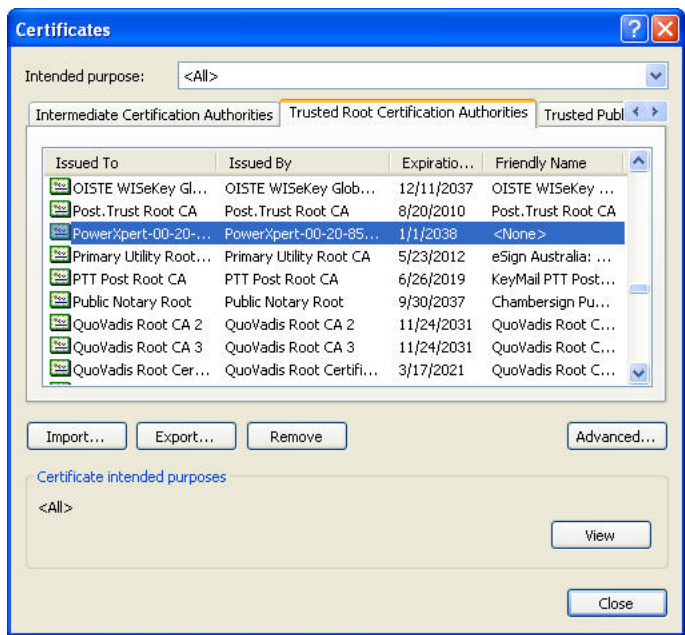 Certificates
Intended purpose: <All>
Intermediate Certification Authorities Trusted Root Certification Authorities Trusted Publ
Issued To Issued By Expiratio... Friendly Name
OISTE WISeKey Gl... OISTE WISeKey Glob... 12/11/2037 OISTE WISeKey ...
Post.Trust Root CA Post.Trust Root CA 8/20/2010 Post.Trust Root CA
PowerXpert-00-20-... PowerXpert-00-20-85... 1/1/2038 <None>
Primary Utility Root... Primary Utility Root CA 5/23/2012 eSign Australia: ...
PTT Post Root CA PTT Post Root CA 6/26/2019 KeyMail PTT Post...
Public Notary Root Public Notary Root 9/30/2037 Chambersign Pu...
QuoVadis Root CA 2 QuoVadis Root CA 2 11/24/2031 QuoVadis Root C...
QuoVadis Root CA 3 QuoVadis Root CA 3 11/24/2031 QuoVadis Root C...
QuoVadis Root Cer... QuoVadis Root Certifi... 3/17/2021 QuoVadis Root C...
Import... Export... Remove Advanced...
Certificate intended purposes
<All>
View
Close